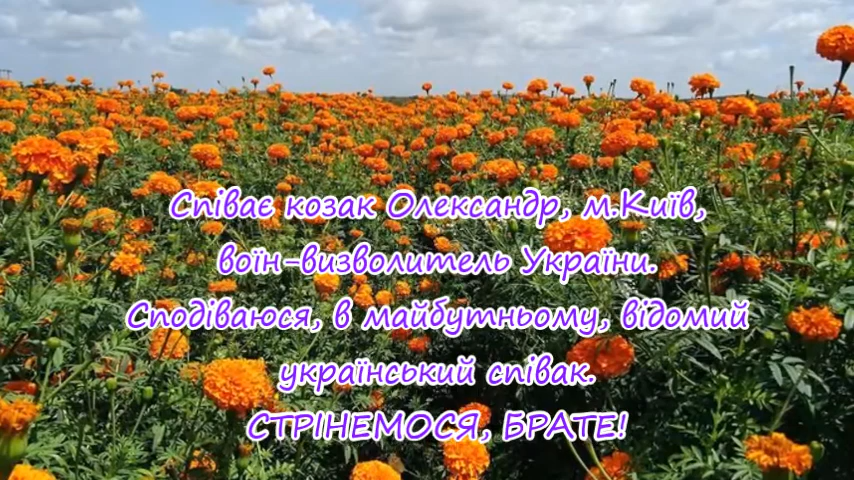 Співає козак Олександр, м.Київ,
воїн-визволитель України.
Сподіваюся, в майбутньому, відомий
український співак.
СТРІНЕМОСЯ, БРАТЕ!